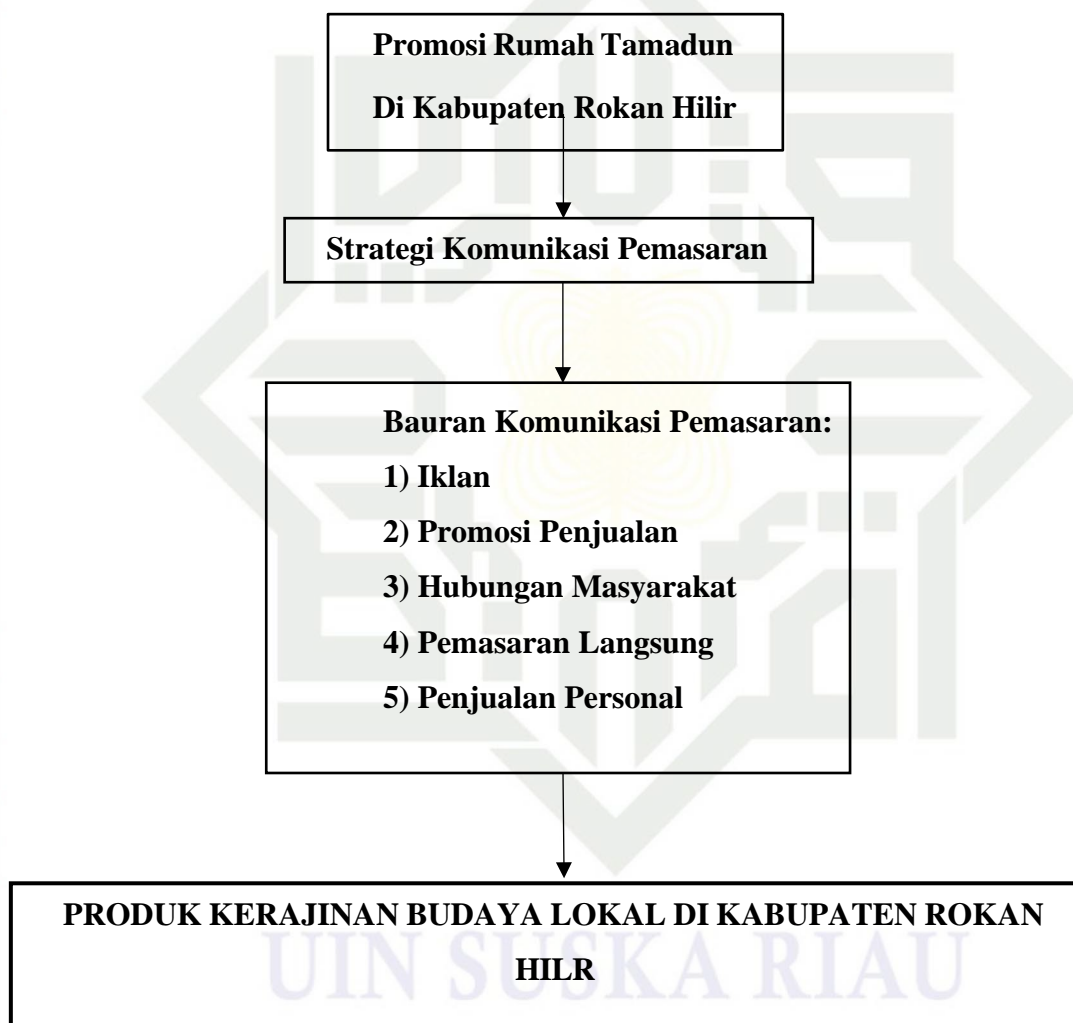 Promosi Rumah Tamadun
Di Kabupaten Rokan Hilir
Strategi Komunikasi Pemasaran
Bauran Komunikasi Pemasaran:
1) Iklan
2) Promosi Penjualan
3) Hubungan Masyarakat
4) Pemasaran Langsung
5) Penjualan Personal
PRODUK KERAJINAN BUDAYA LOKAL DI KABUPATEN ROKAN
HILR
UIN SUSKA RIAU